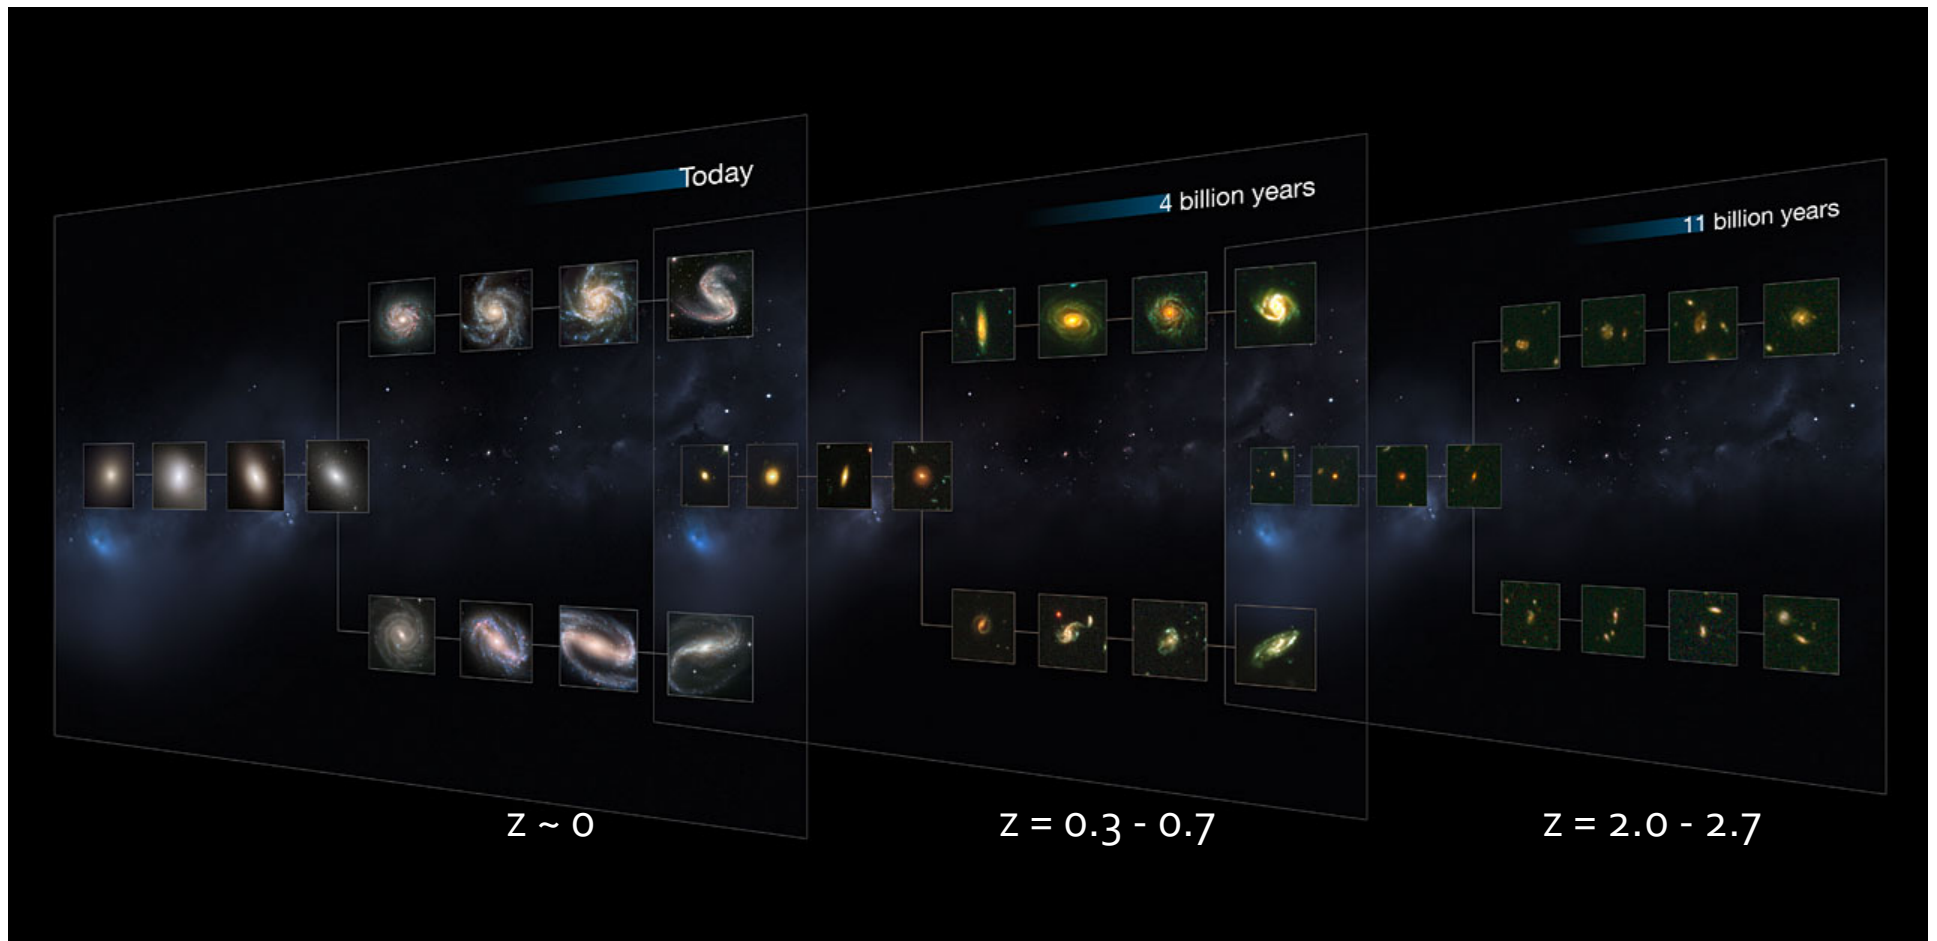 Today
4 billion years
11 billion years
z ~ 0
z = 0.3 - 0.7
z = 2.0 - 2.7